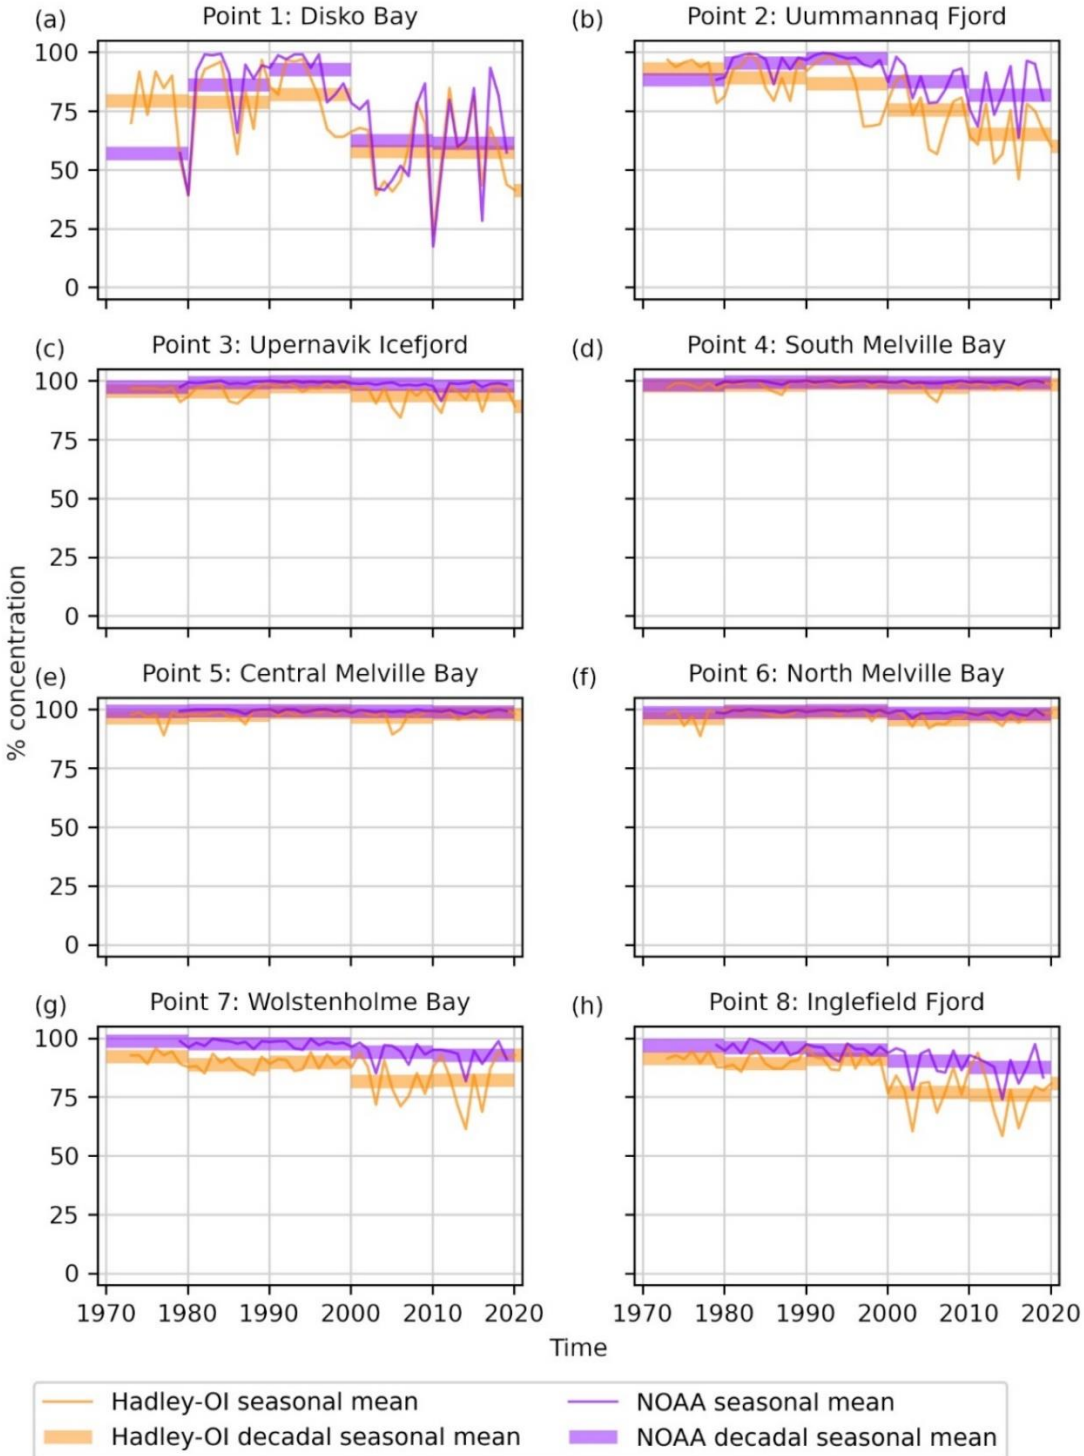 (a) Point 1: Disko Bay
(b) Point 2: Uummannaq Fjord
100
75
50
25
0
(c) Point 3: Upernavik Icefjord
(d) Point 4: South Melville Bay
100
75
50
25
0
(e) Point 5: Central Melville Bay
(f) Point 6: North Melville Bay
100
75
50
25
0
% concentration
(g) Point 7: Wolstenholme Bay
(h) Point 8: Inglefield Fjord
100
75
50
25
0
1970 1980 1990 2000 2010 2020
1970 1980 1990 2000 2010 2020
Time
Hadley-OI seasonal mean
NOAA seasonal mean
Hadley-OI decadal seasonal mean
NOAA decadal seasonal mean